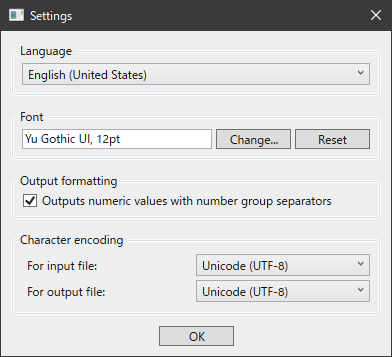 Settings
Language
English (United States)
Font
Yu Gothic UI, 12pt
Change...
Reset
Output formatting
Outputs numeric values with number group separators
Character encoding
For input file:
Unicode (UTF-8)
For output file:
Unicode (UTF-8)
OK